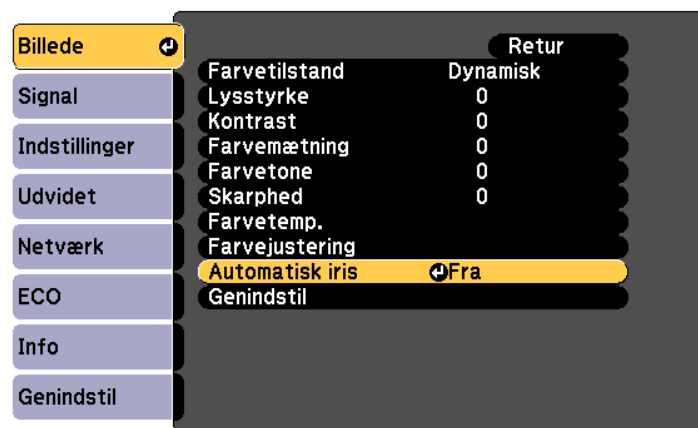 Billede
Signal
Indstillinger
Udvidet
Netværk
ECO
Info
Genindstil
Retur
Farvetilstand Dynamisk
Lysstyrke 0
Kontrast 0
Farvemætning 0
Farvetone 0
Skarphed 0
Farvetemp.
Farvejustering
Automatisk iris Fra
Genindstil